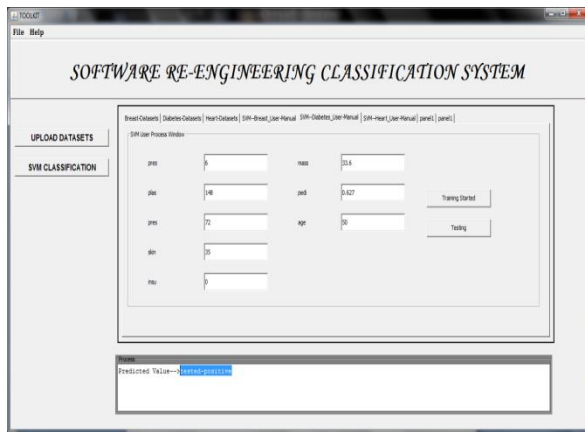 TOOLKIT
File Help
SOFTWARE RE-ENGINEERING CLASSIFICATION SYSTEM
UPLOAD DATASETS
SVM CLASSIFICATION
Breast-Datasets Diabetes-Datasets Heart-Datasets SVM-Breast_User-Manual SVM-Diabetes_User-Manual SVM-Heart_User-Manual panel1 panel1
SVM User Process Window
pres 6 mass 33.6
plas 148 pedi 0.627
Training Started
pres 72 age 50
Testing
skin 35
insu 0
Process
Predicted Value-->tested-positive